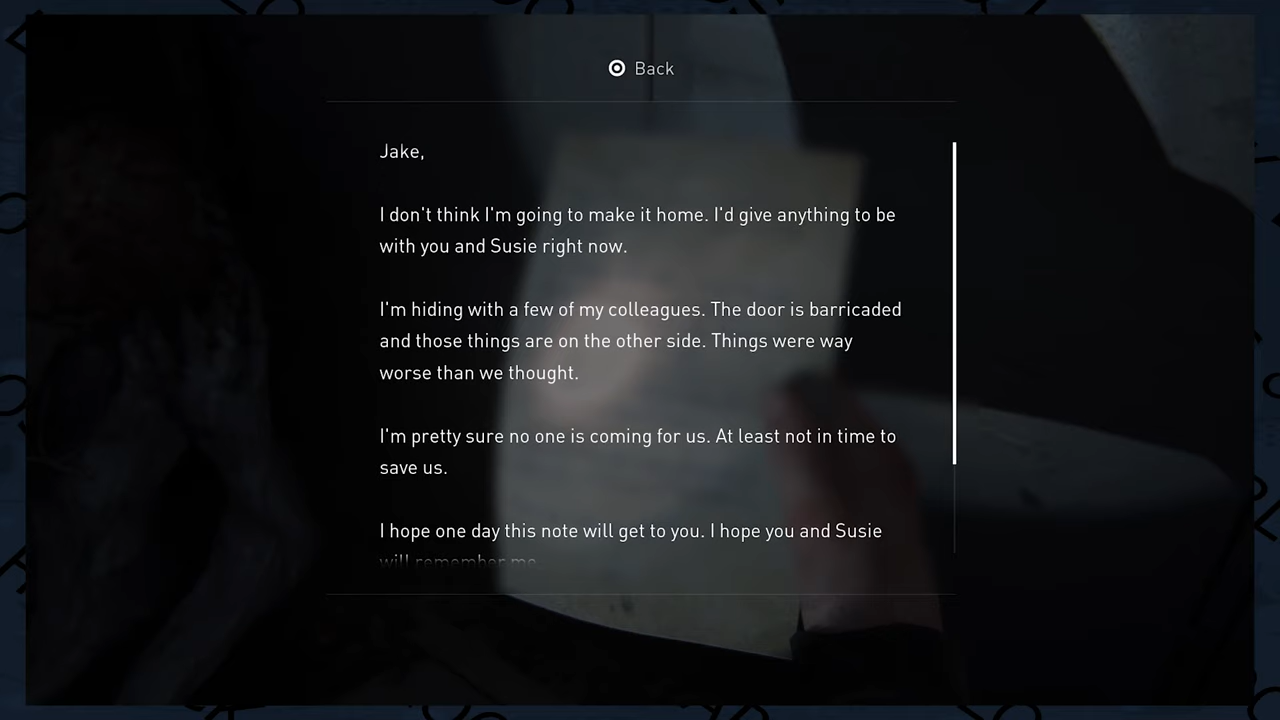 Back
Jake,
I don't think I'm going to make it home. I'd give anything to be
with you and Susie right now.
I'm hiding with a few of my colleagues. The door is barricaded
and those things are on the other side. Things were way
worse than we thought.
I'm pretty sure no one is coming for us. At least not in time to
save us.
I hope one day this note will get to you. I hope you and Susie
will remember me